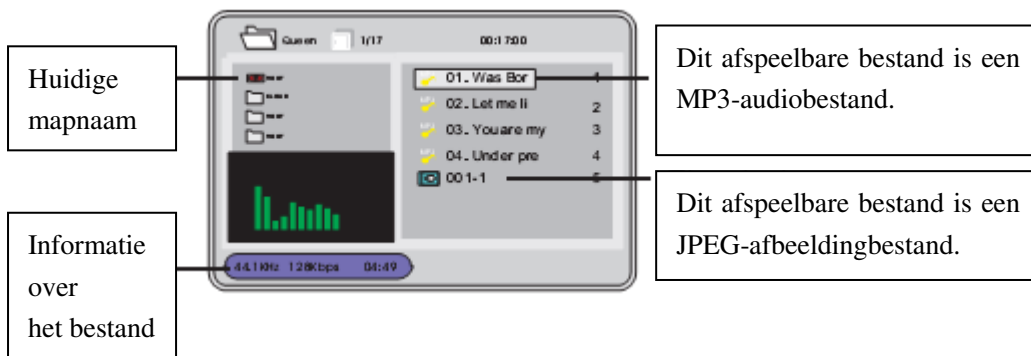 Queen 1/17 00:17:00
Huidige
mapnaam
01. Was Bor
02. Let me li 2
03. Youare my 3
04. Under pre 4
001-1
44.1KHz 128Kbps 04:49
Informatie
over
het bestand
Dit afspeelbare bestand is een
MP3-audiobestand.
Dit afspeelbare bestand is een
JPEG-afbeeldingbestand.